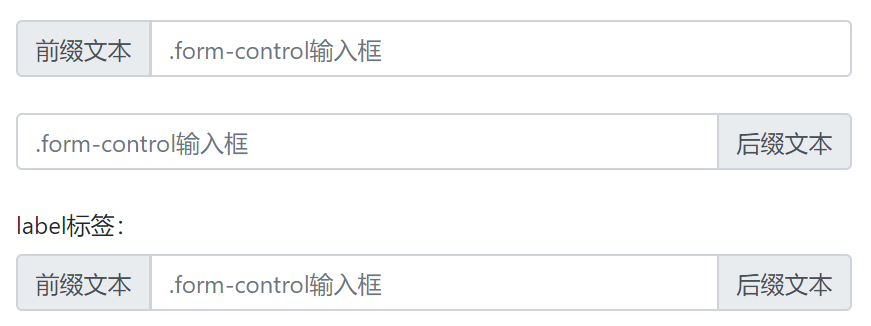 前缀文本 .form-control输入框
.form-control输入框 后缀文本
label标签：
前缀文本 .form-control输入框 后缀文本